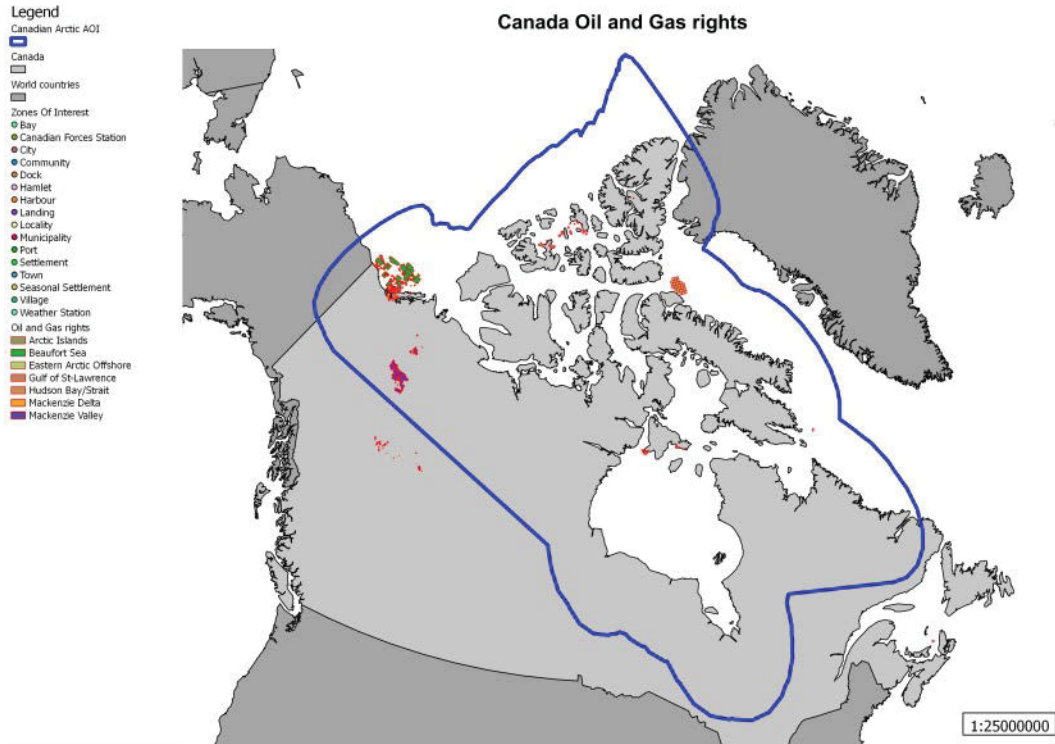 Legend
Canadian Arctic AOI
Canada
World countries
Zones Of Interest
Bay
Canadian Forces Station
City
Community
Dock
Hamlet
Harbour
Landing
Locality
Municipality
Port
Settlement
Town
Seasonal Settlement
Village
Weather Station
Oil and Gas rights
Arctic Islands
Beaufort Sea
Eastern Arctic Offshore
Gulf of St-Lawrence
Hudson Bay/Strait
Mackenzie Delta
Mackenzie Valley
Canada Oil and Gas rights
1:25000000